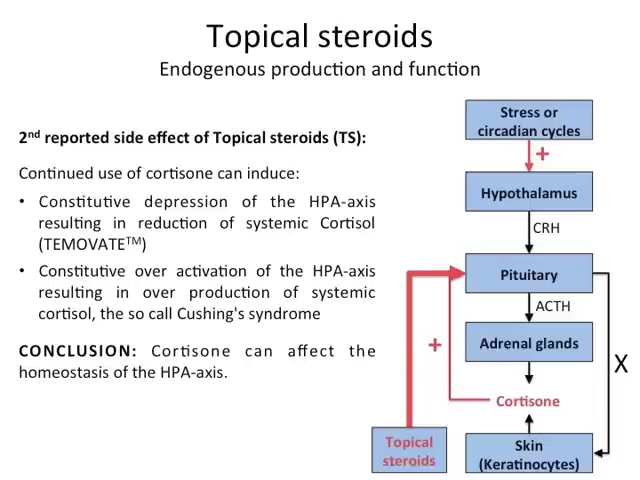 Topical steroids
Endogenous production and function
2nd reported side effect of Topical steroids (TS):
Continued use of cortisone can induce:
• Constitutive depression of the HPA-axis
resulting in reduction of systemic Cortisol
(TEMOVATE™)
• Constitutive over activation of the HPA-axis
resulting in over production of systemic
cortisol, the so call Cushing's syndrome
CONCLUSION: Cortisone can affect the
homeostasis of the HPA-axis.
Stress or
circadian cycles
+
Hypothalamus
CRH
Pituitary
ACTH
Adrenal glands
+
X
Cortisone
Topical
steroids
Skin
(Keratinocytes)